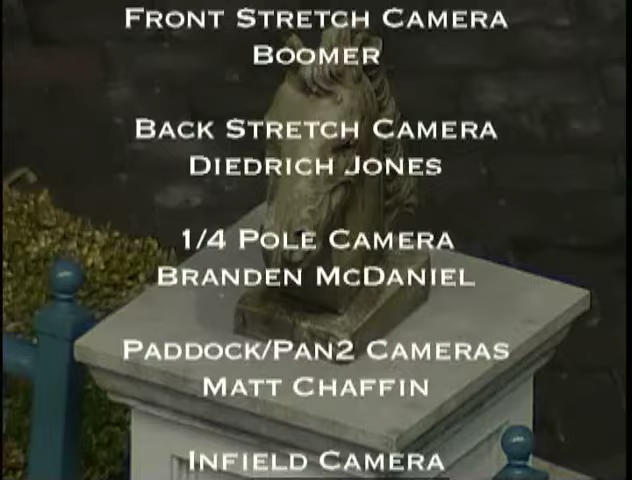 Front Stretch Camera
Boomer
Back Stretch Camera
Diedrich Jones
1/4 Pole Camera
Branden McDaniel
Paddock/Pan2 Cameras
Matt Chaffin
Infield Camera